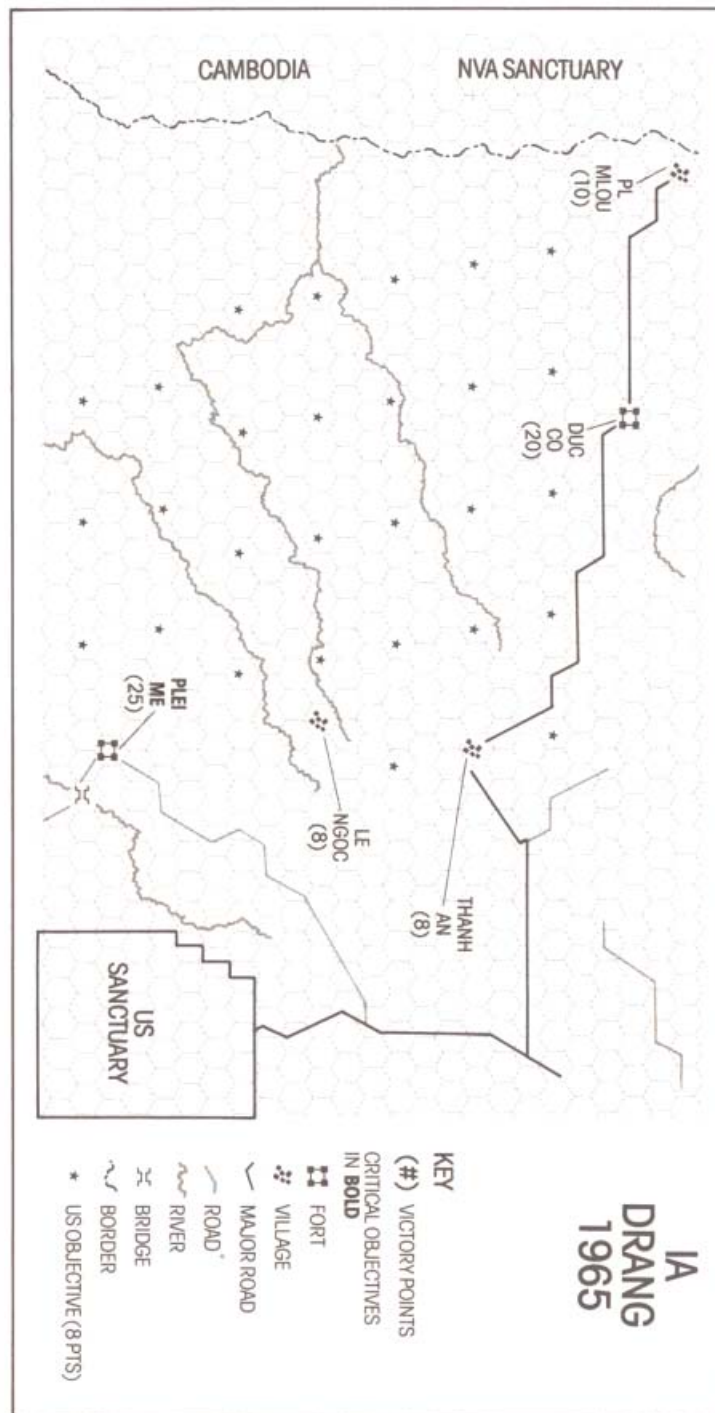 IA
DRANG
1965
CAMBODIA
NVA SANCTUARY
PL
MLOU
(10)
DUC
CO
(20)
PLEI
ME
(25)
LE
NGOC
(8)
THANH
AN
(8)
US
SANCTUARY
KEY
(#) VICTORY POINTS
CRITICAL OBJECTIVES
IN BOLD
FORT
VILLAGE
MAJOR ROAD
ROAD
RIVER
BRIDGE
BORDER
US OBJECTIVE (8 PTS)